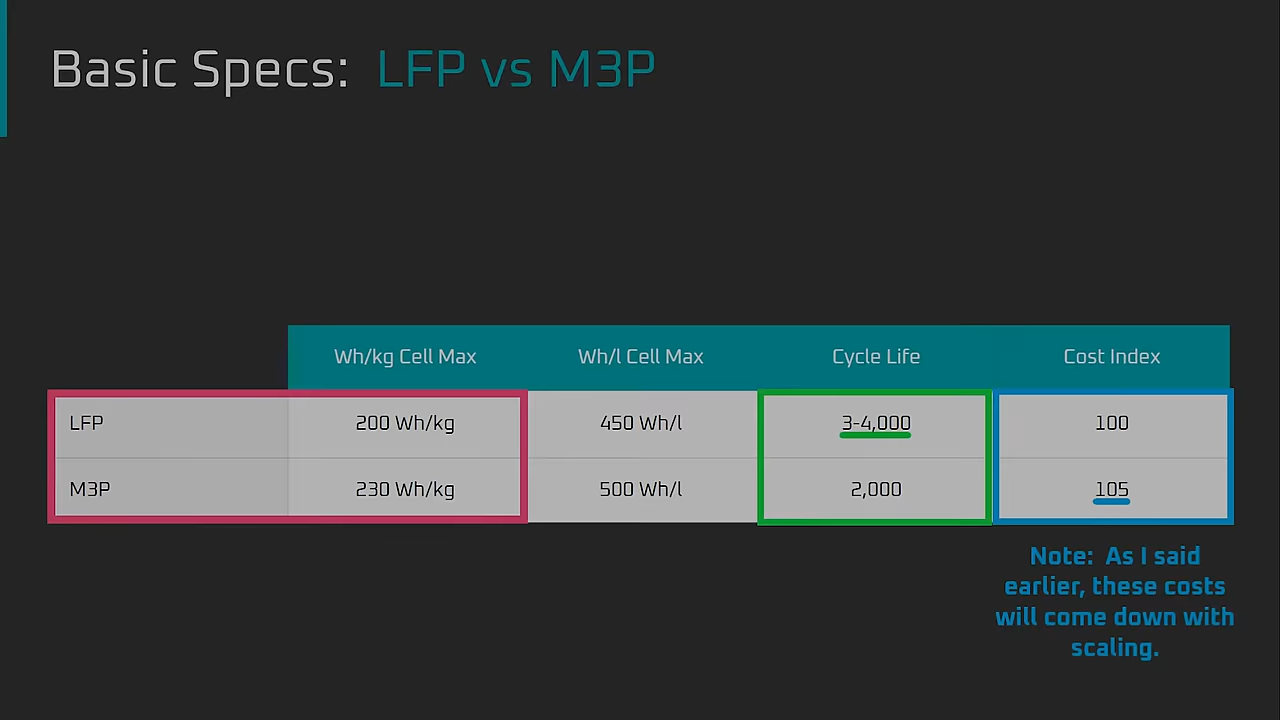 Basic Specs: LFP vs M3P
Wh/kg Cell Max Wh/l Cell Max Cycle Life Cost Index
LFP 200 Wh/kg 450 Wh/l 3-4,000 100
M3P 230 Wh/kg 500 Wh/l 2,000 105
Note: As I said
earlier, these costs
will come down with
scaling.